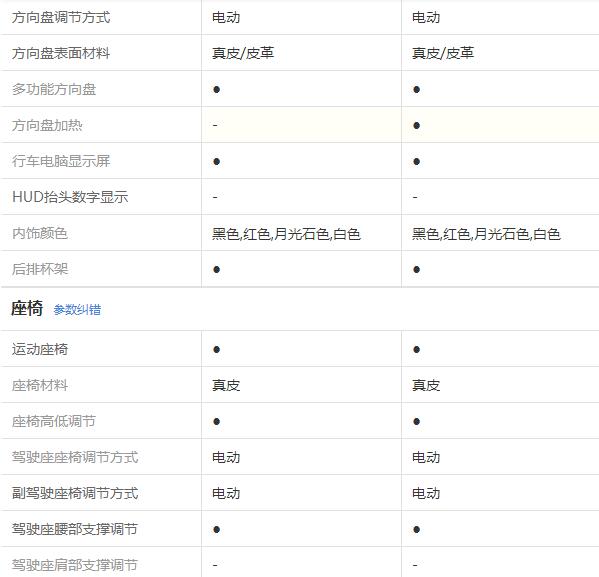 方向盘调节方式 电动 电动
方向盘表面材料 真皮/皮革 真皮/皮革
多功能方向盘 ● ●
方向盘加热 - ●
行车电脑显示屏 ● ●
HUD抬头数字显示 - -
内饰颜色 黑色,红色,月光石色,白色 黑色,红色,月光石色,白色
后排杯架 ● ●
座椅 参数纠错
运动座椅 ● ●
座椅材料 真皮 真皮
座椅高低调节 ● ●
驾驶座座椅调节方式 电动 电动
副驾驶座椅调节方式 电动 电动
驾驶座腰部支撑调节 ● ●
驾驶座肩部支撑调节 - -